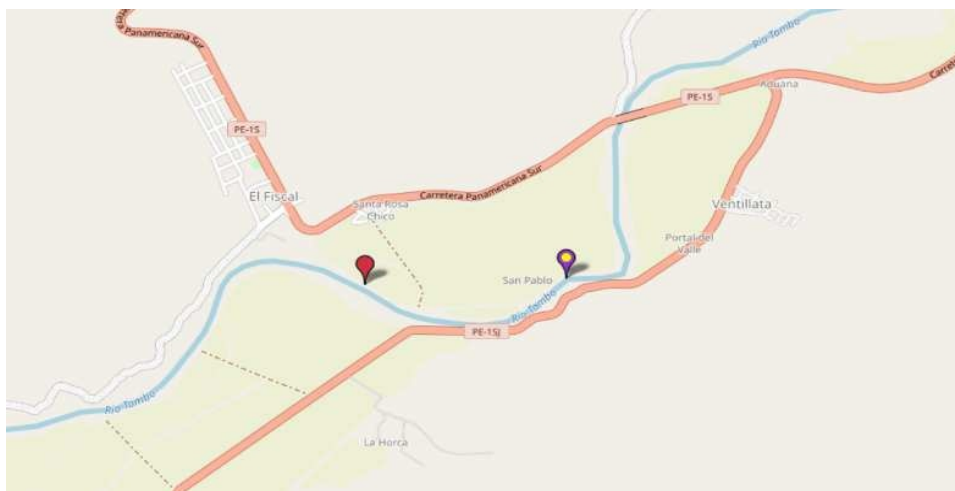 Panamericana Sur
Río Tambo
PE-1S
Aduana
PE-1S
El Fiscal
Carretera Panamericana Sur
Santa Rosa
Chico
Ventillata
Portal del
Valle
San Pablo
Río Tambo
PE-1SJ
Río Tambo
La Horca